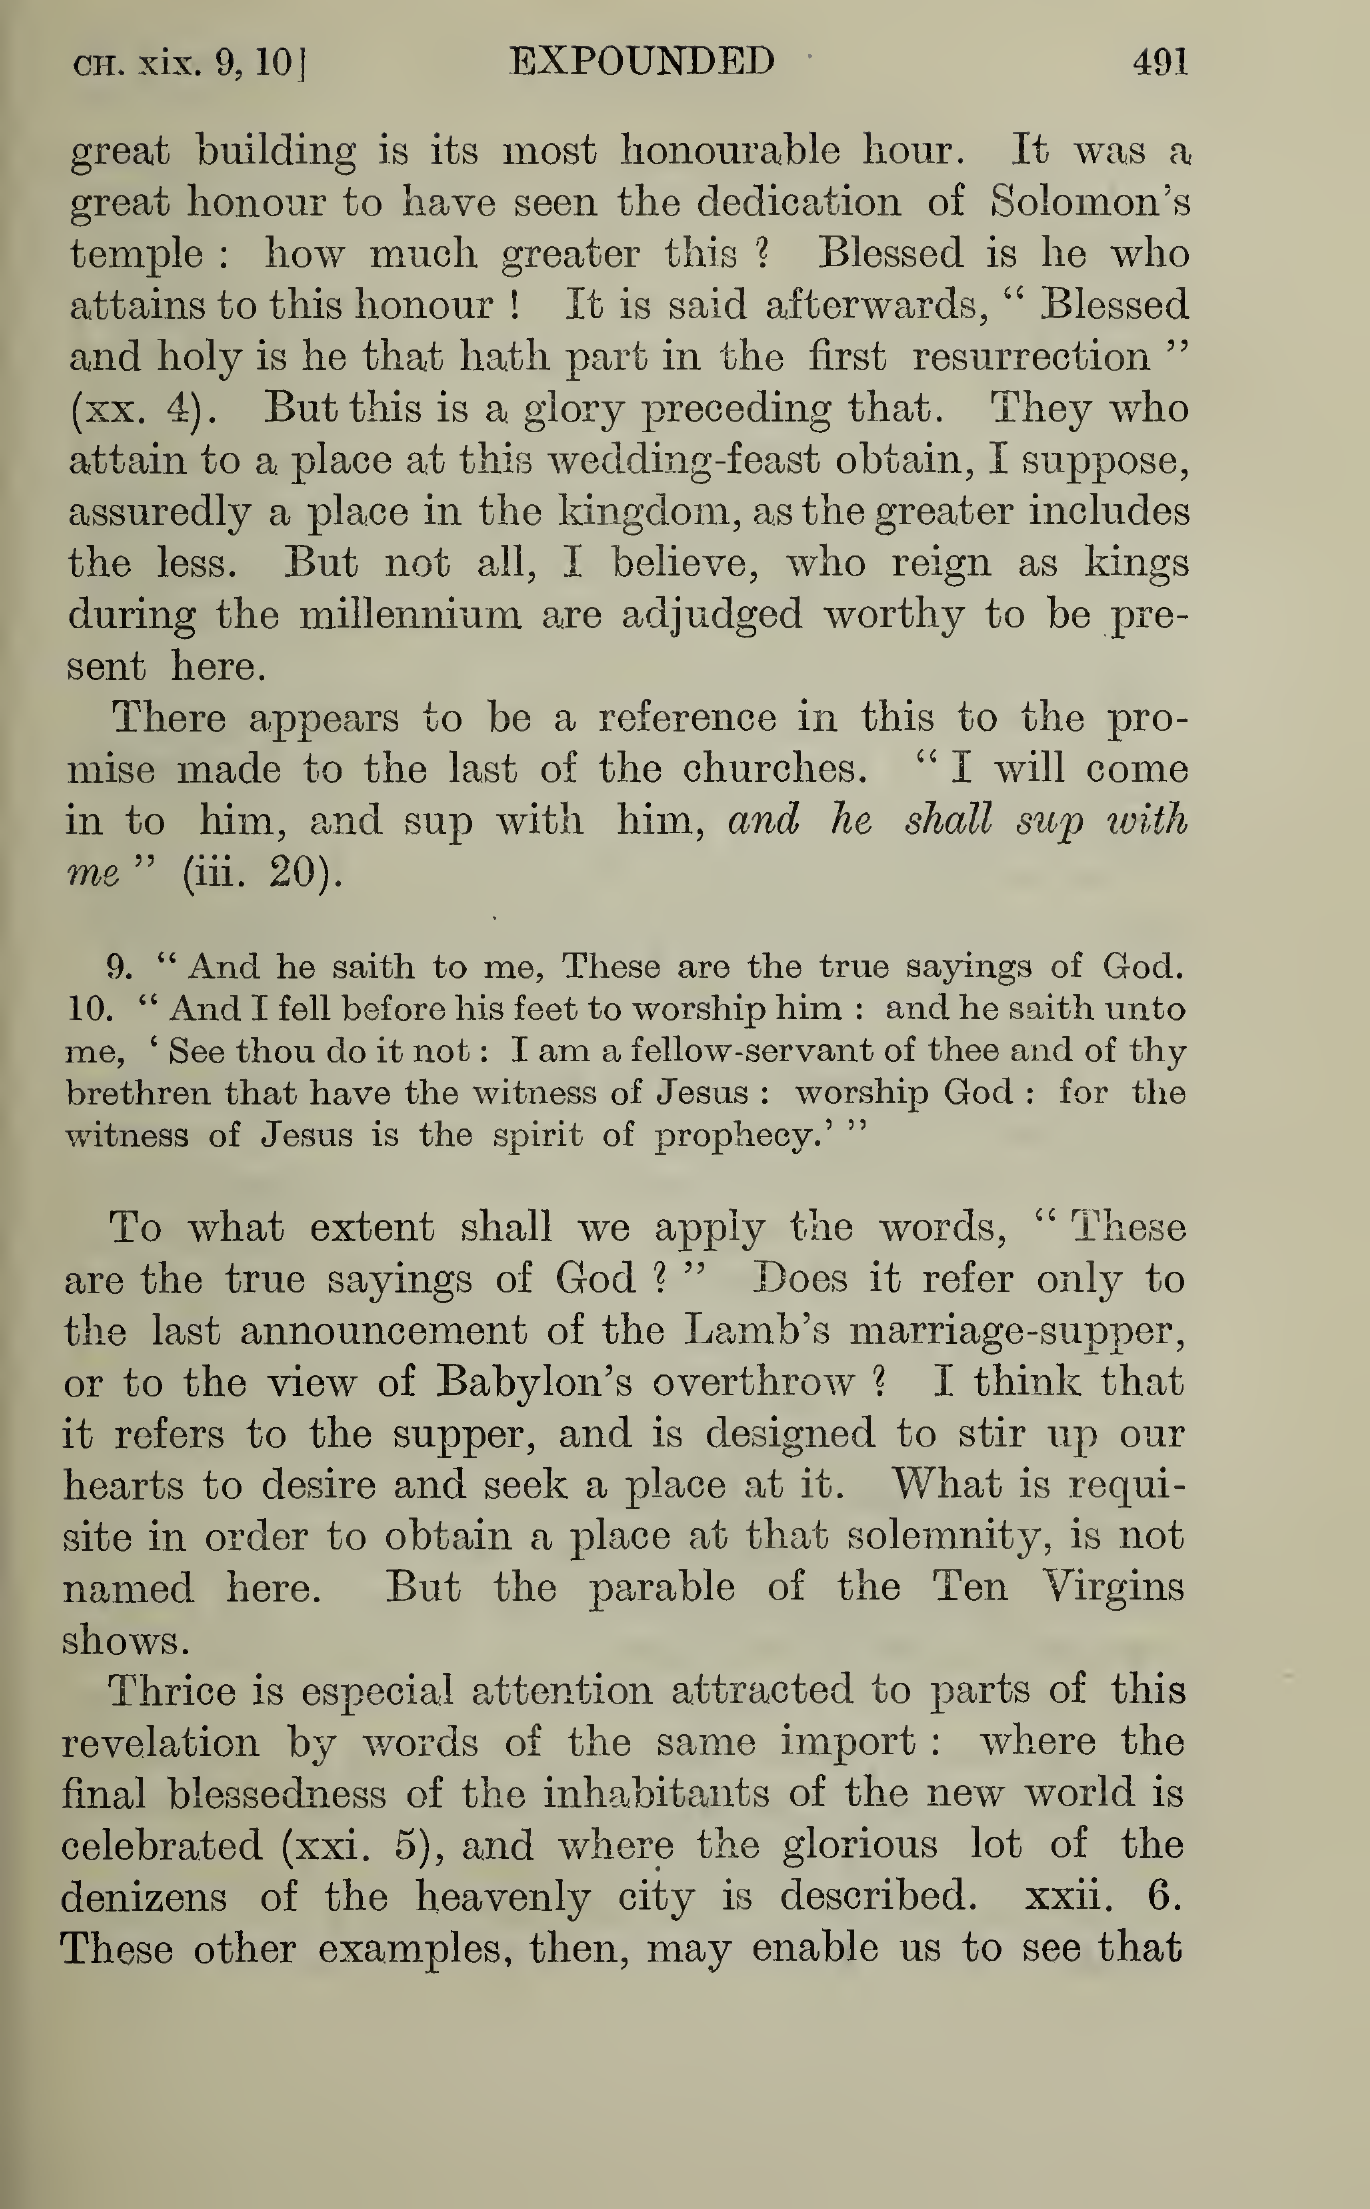 CH. xix. 9, 10] EXPOUNDED 491
great building is its most honourable hour. It was a
great honour to have seen the dedication of Solomon's
temple : how much greater this ? Blessed is he who
attains to this honour ! It is said afterwards, “ Blessed
and holy is he that hath part in the first resurrection ”
(xx. 4). But this is a glory preceding that. They who
attain to a place at this wedding-feast obtain, I suppose,
assuredly a place in the kingdom, as the greater includes
the less. But not all, I believe, who reign as kings
during the millennium are adjudged worthy to be pre-
sent here.
There appears to be a reference in this to the pro-
mise made to the last of the churches. “ I will come
in to him, and sup with him, and he shall sup with
me ” (iii. 20).
9. “ And he saith to me, These are the true sayings of God.
10. “ And I fell before his feet to worship him : and he saith unto
me, ‘ See thou do it not : I am a fellow-servant of thee and of thy
brethren that have the witness of Jesus : worship God : for the
witness of Jesus is the spirit of prophecy.’ ”
To what extent shall we apply the words, “ These
are the true sayings of God ? ” Does it refer only to
the last announcement of the Lamb's marriage-supper,
or to the view of Babylon's overthrow ? I think that
it refers to the supper, and is designed to stir up our
hearts to desire and seek a place at it. What is requi-
site in order to obtain a place at that solemnity, is not
named here. But the parable of the Ten Virgins
shows.
Thrice is especial attention attracted to parts of this
revelation by words of the same import : where the
final blessedness of the inhabitants of the new world is
celebrated (xxi. 5), and where the glorious lot of the
denizens of the heavenly city is described. xxii. 6.
These other examples, then, may enable us to see that